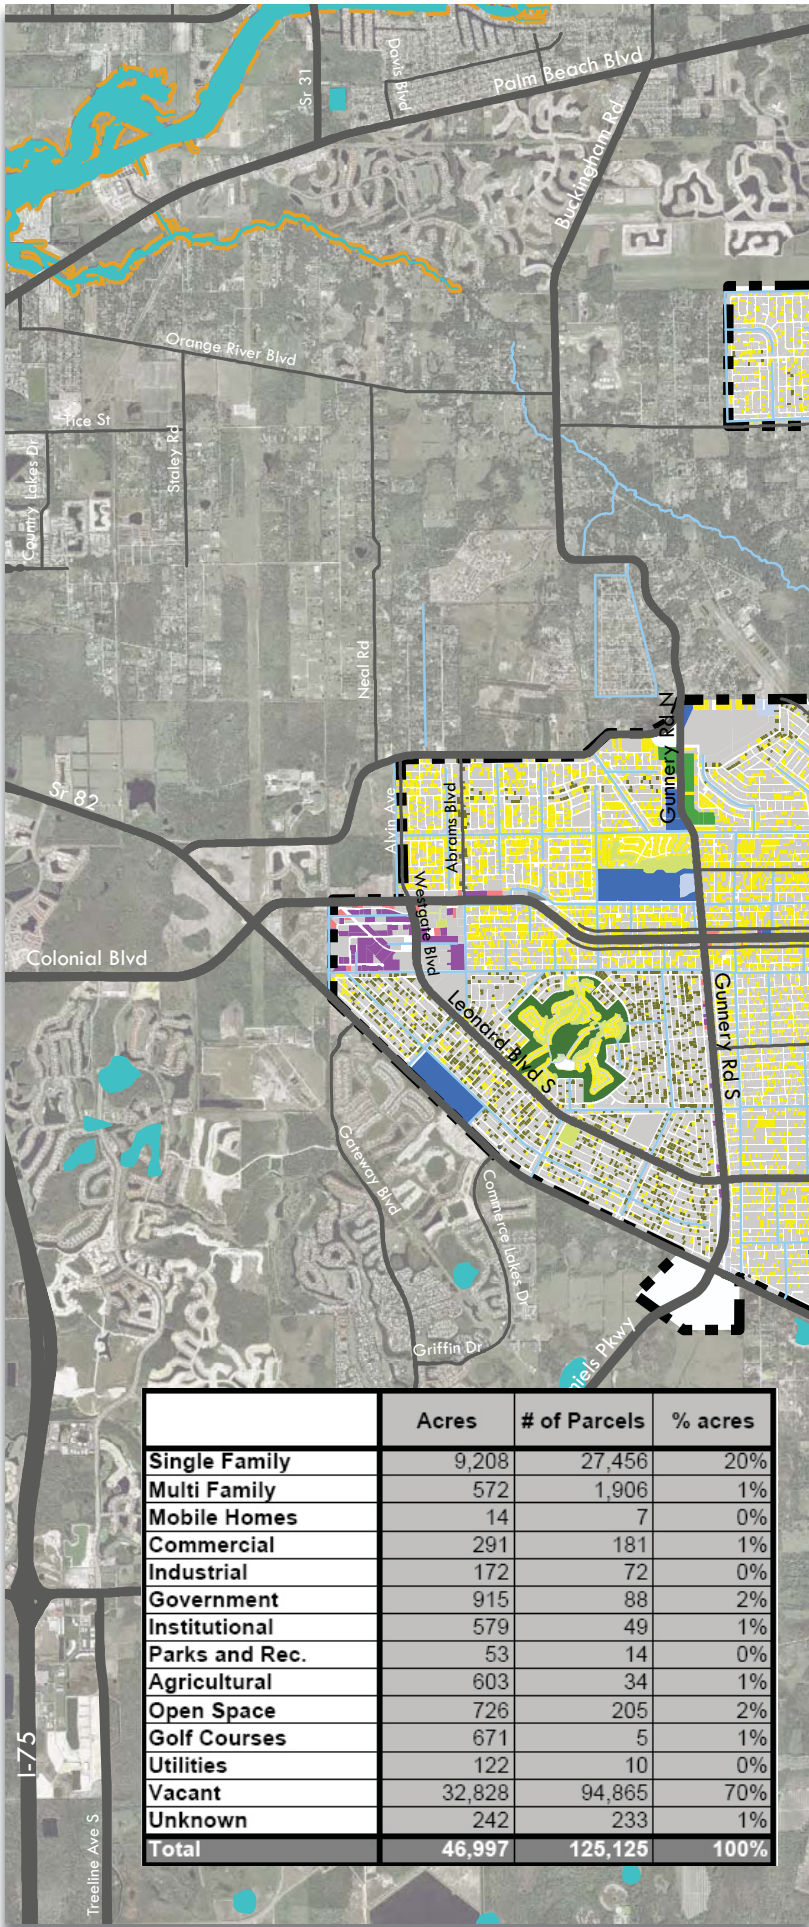 Sr 31
Davis Blvd
Palm Beach Blvd
Buckingham Rd
Orange River Blvd
Tice St
Staley Rd
Country Lakes Dr
Neal Rd
Gunnery Rd N
Sr 82
Alvin Ave
Abrams Blvd
Westgate Blvd
Colonial Blvd
Leonard Blvd S
Gunnery Rd S
Gateway Blvd
Commerce Lakes Dr
Griffin Dr
niels Pkwy
I-75
Treeline Ave S
Acres # of Parcels % acres
Single Family 9,208 27,456 20%
Multi Family 572 1,906 1%
Mobile Homes 14 7 0%
Commercial 291 181 1%
Industrial 172 72 0%
Government 915 88 2%
Institutional 579 49 1%
Parks and Rec. 53 14 0%
Agricultural 603 34 1%
Open Space 726 205 2%
Golf Courses 671 5 1%
Utilities 122 10 0%
Vacant 32,828 94,865 70%
Unknown 242 233 1%
Total 46,997 125,125 100%